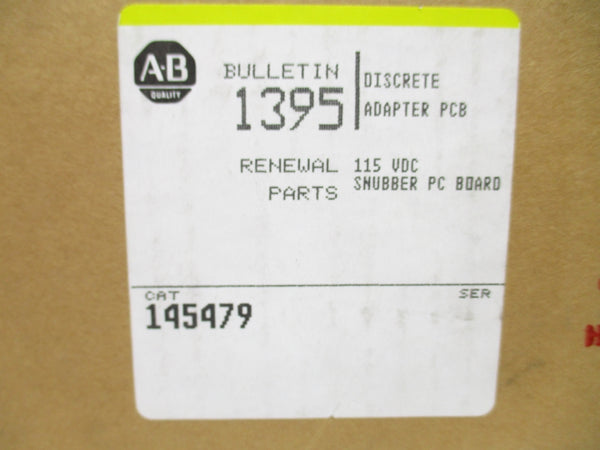 A-B
QUALITY
BULLETIN
1395
DISCRETE
ADAPTER PCB
RENEWAL
PARTS
115 VDC
SNUBBER PC BOARD
CAT
SER
145479